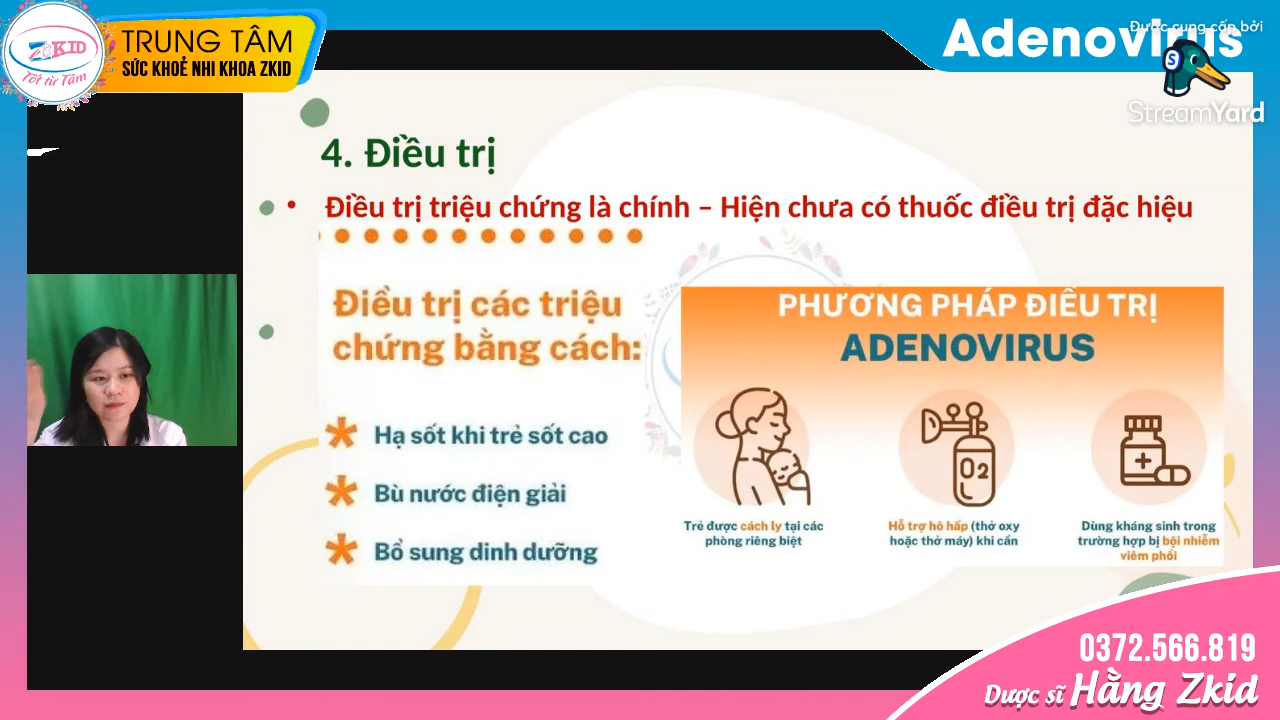 ZKID
Tốt từ Tâm
TRUNG TÂM
SỨC KHOẺ NHI KHOA ZKID
Adenovirus
Được cung cấp bởi
S
StreamYard
4. Điều trị
• Điều trị triệu chứng là chính – Hiện chưa có thuốc điều trị đặc hiệu
Điều trị các triệu
chứng bằng cách:
* Hạ sốt khi trẻ sốt cao
* Bù nước điện giải
* Bổ sung dinh dưỡng
PHƯƠNG PHÁP ĐIỀU TRỊ
ADENOVIRUS
O2
Trẻ được cách ly tại các
phòng riêng biệt
Hỗ trợ hô hấp (thở oxy
hoặc thở máy) khi cần
Dùng kháng sinh trong
trường hợp bị bội nhiễm
viêm phổi
0372.566.819
Dược sĩ Hằng Zkid